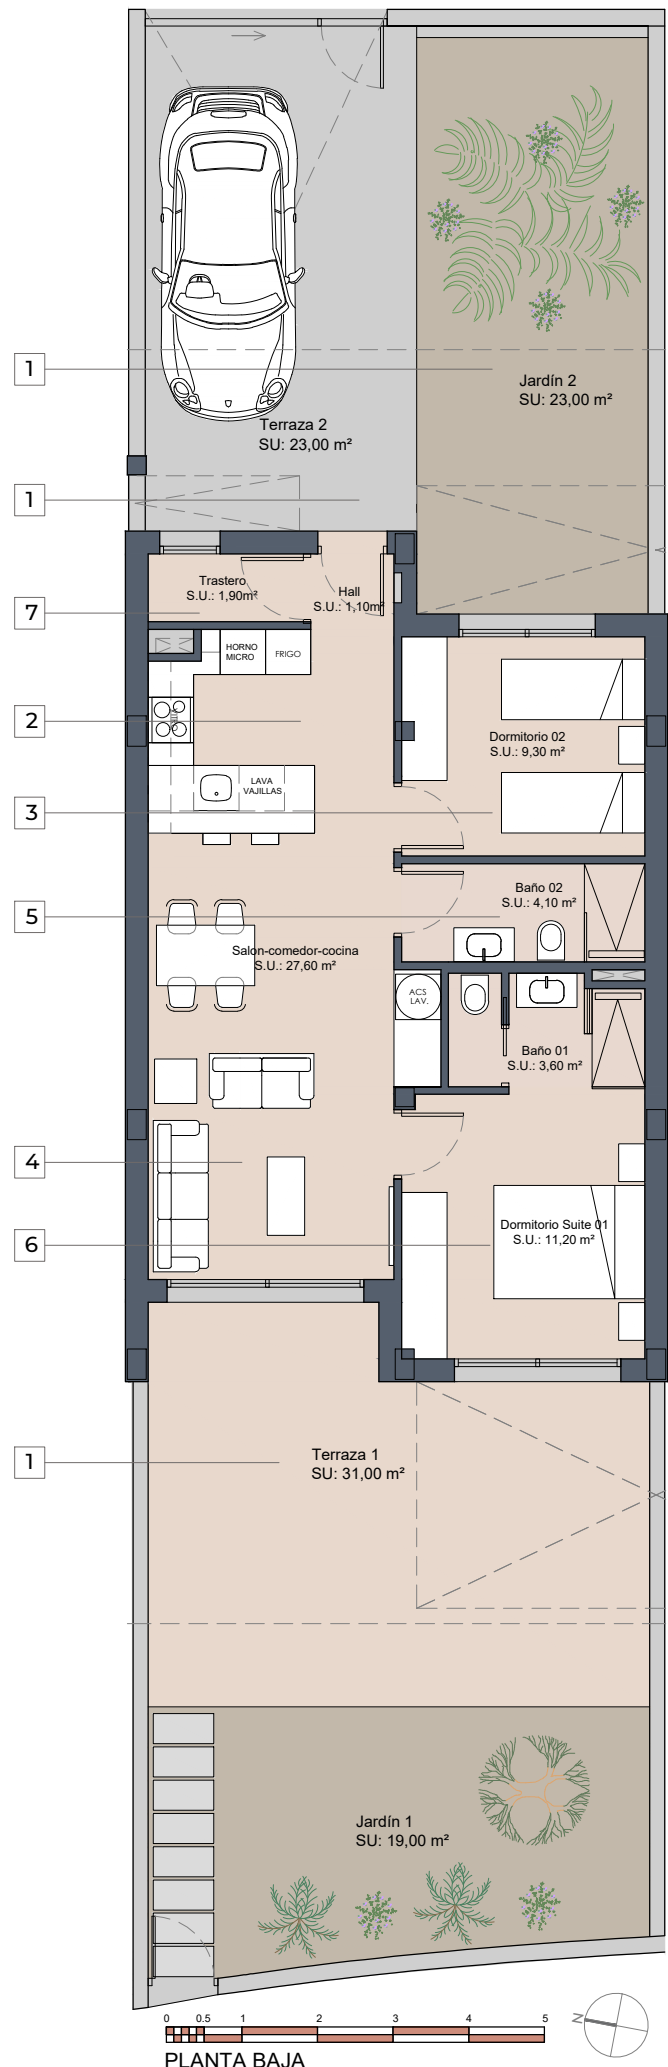 1
Jardín 2
SU: 23,00 m²
Terraza 2
SU: 23,00 m²
1
Trastero
S.U.: 1,90m²
Hall
S.U.: 1,10m²
7
HORNO
MICRO
FRIGO
2
Dormitorio 02
S.U.: 9,30 m²
LAVA
VAJILLAS
3
Baño 02
S.U.: 4,10 m²
5
Salon-comedor-cocina
S.U.: 27,60 m²
ACS
LAV.
Baño 01
S.U.: 3,60 m²
4
Dormitorio Suite 01
S.U.: 11,20 m²
6
Terraza 1
SU: 31,00 m²
1
Jardín 1
SU: 19,00 m²
0 0.5 1 2 3 4 5
N
PLANTA BAJA